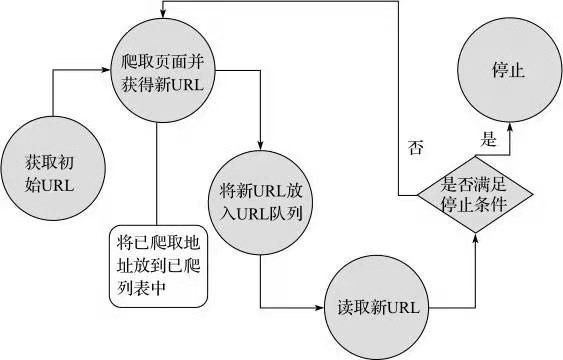 爬取页面并
获得新URL
停止
获取初
始URL
否
是
是否满足
停止条件
将新URL放
入URL队列
将已爬取地
址放到已爬
列表中
读取新URL